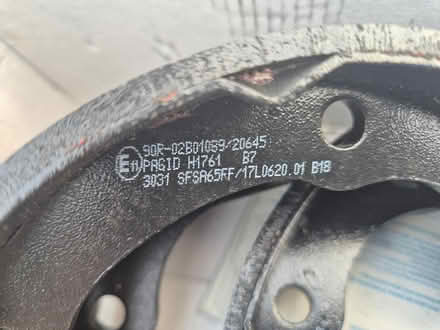 90R-02B01089/20645
E11 PAGID H1761 B7
3031 SFSA65FF/17L0620.01 B18